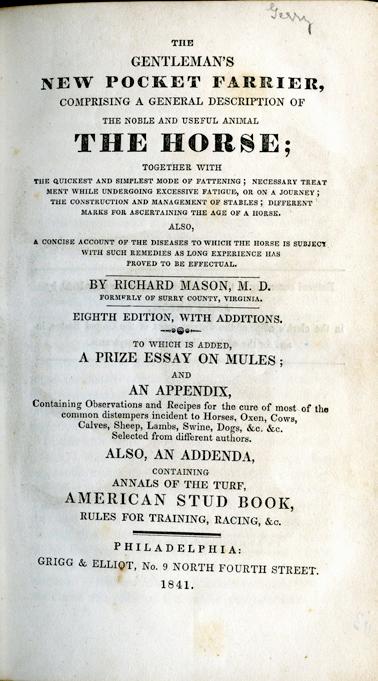 Gerry
THE
GENTLEMAN'S
NEW POCKET FARRIER,
COMPRISING A GENERAL DESCRIPTION OF
THE NOBLE AND USEFUL ANIMAL
THE HORSE;
TOGETHER WITH
THE QUICKEST AND SIMPLEST MODE OF FATTENING; NECESSARY TREAT
MENT WHILE UNDERGOING EXCESSIVE FATIGUE, OR ON A JOURNEY;
THE CONSTRUCTION AND MANAGEMENT OF STABLES; DIFFERENT
MARKS FOR ASCERTAINING THE AGE OF A HORSE.
ALSO,
A CONCISE ACCOUNT OF THE DISEASES TO WHICH THE HORSE IS SUBJECT
WITH SUCH REMEDIES AS LONG EXPERIENCE HAS
PROVED TO BE EFFECTUAL.
BY RICHARD MASON, M. D.
FORMERLY OF SURRY COUNTY, VIRGINIA.
EIGHTH EDITION, WITH ADDITIONS.
TO WHICH IS ADDED,
A PRIZE ESSAY ON MULES;
AND
AN APPENDIX,
Containing Observations and Recipes for the cure of most of the
common distempers incident to Horses, Oxen, Cows,
Calves, Sheep, Lambs, Swine, Dogs, &c. &c.
Selected from different authors.
ALSO, AN ADDENDA,
CONTAINING
ANNALS OF THE TURF,
AMERICAN STUD BOOK,
RULES FOR TRAINING, RACING, &c.
PHILADELPHIA:
GRIGG & ELLIOT, No. 9 NORTH FOURTH STREET.
1841.